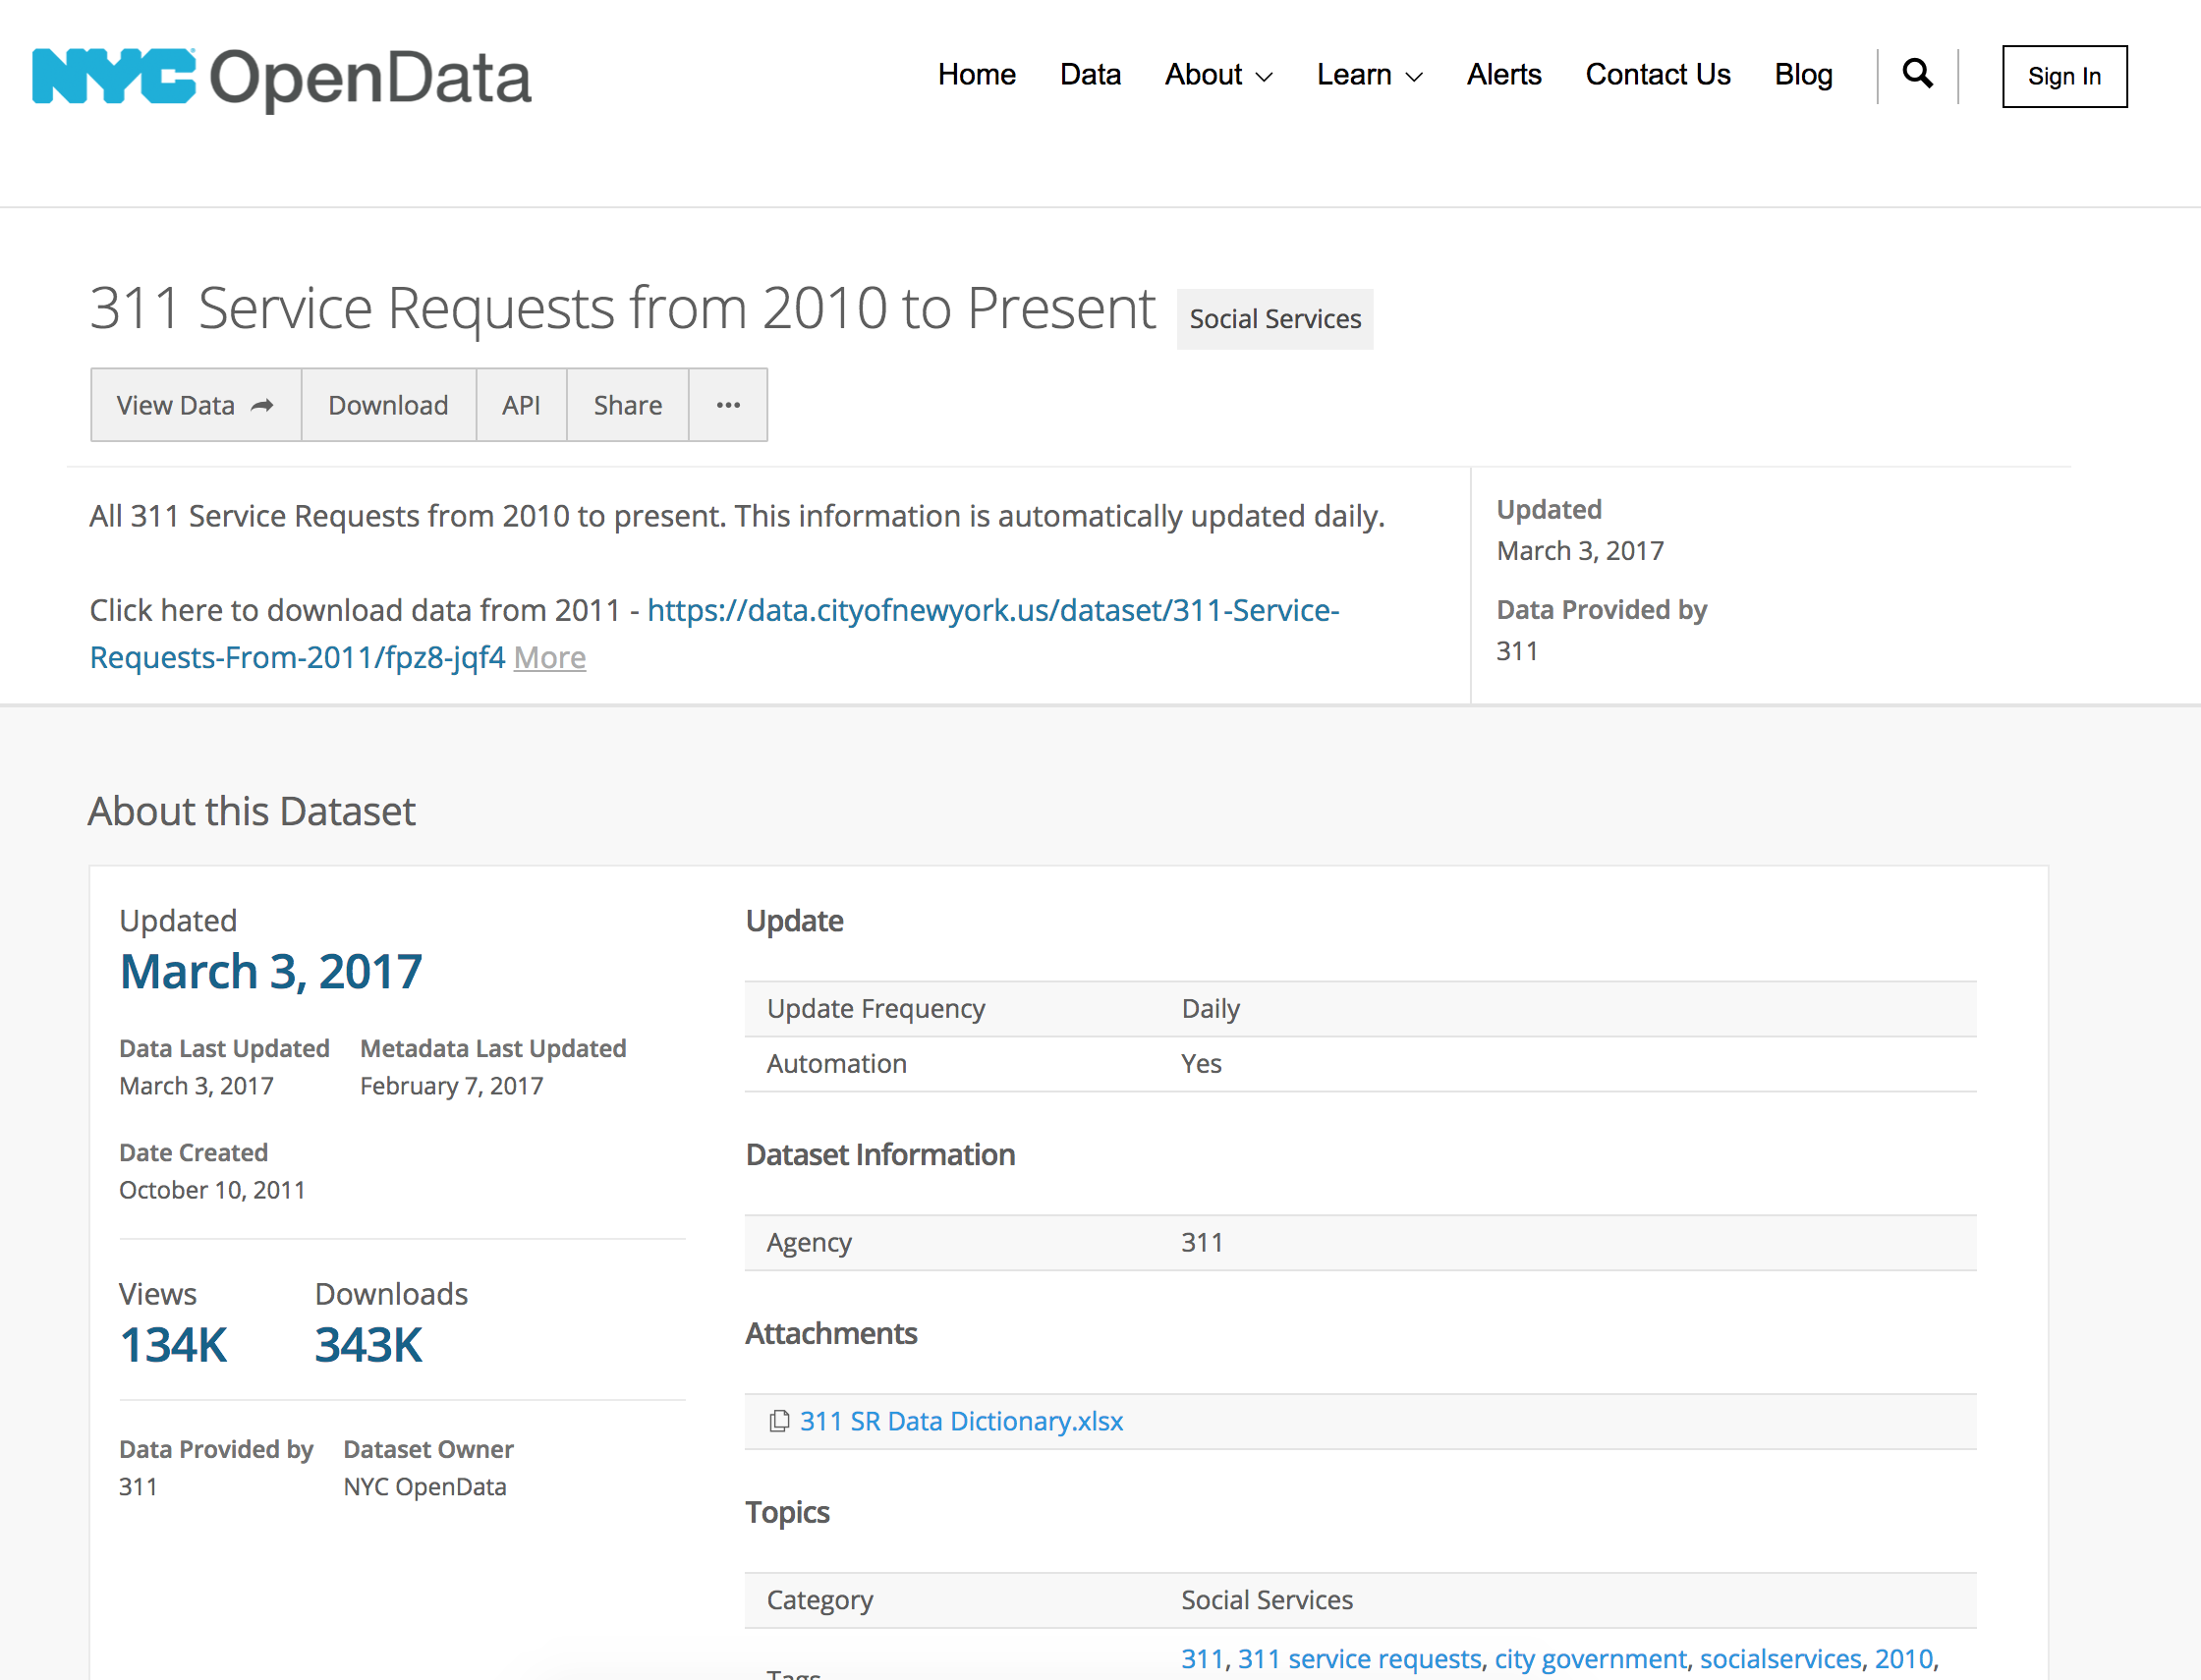 NYC OpenData
Home Data About Learn Alerts Contact Us Blog Sign In
311 Service Requests from 2010 to Present Social Services
View Data Download API Share ...
All 311 Service Requests from 2010 to present. This information is automatically updated daily.
Click here to download data from 2011 - https://data.cityofnewyork.us/dataset/311-Service-
Requests-From-2011/fpz8-jqf4 More
Updated
March 3, 2017
Data Provided by
311
About this Dataset
Updated
March 3, 2017
Data Last Updated Metadata Last Updated
March 3, 2017 February 7, 2017
Date Created
October 10, 2011
Views Downloads
134K 343K
Data Provided by Dataset Owner
311 NYC OpenData
Update
Update Frequency Daily
Automation Yes
Dataset Information
Agency 311
Attachments
311 SR Data Dictionary.xlsx
Topics
Category Social Services
Tags 311, 311 service requests, city government, socialservices, 2010,